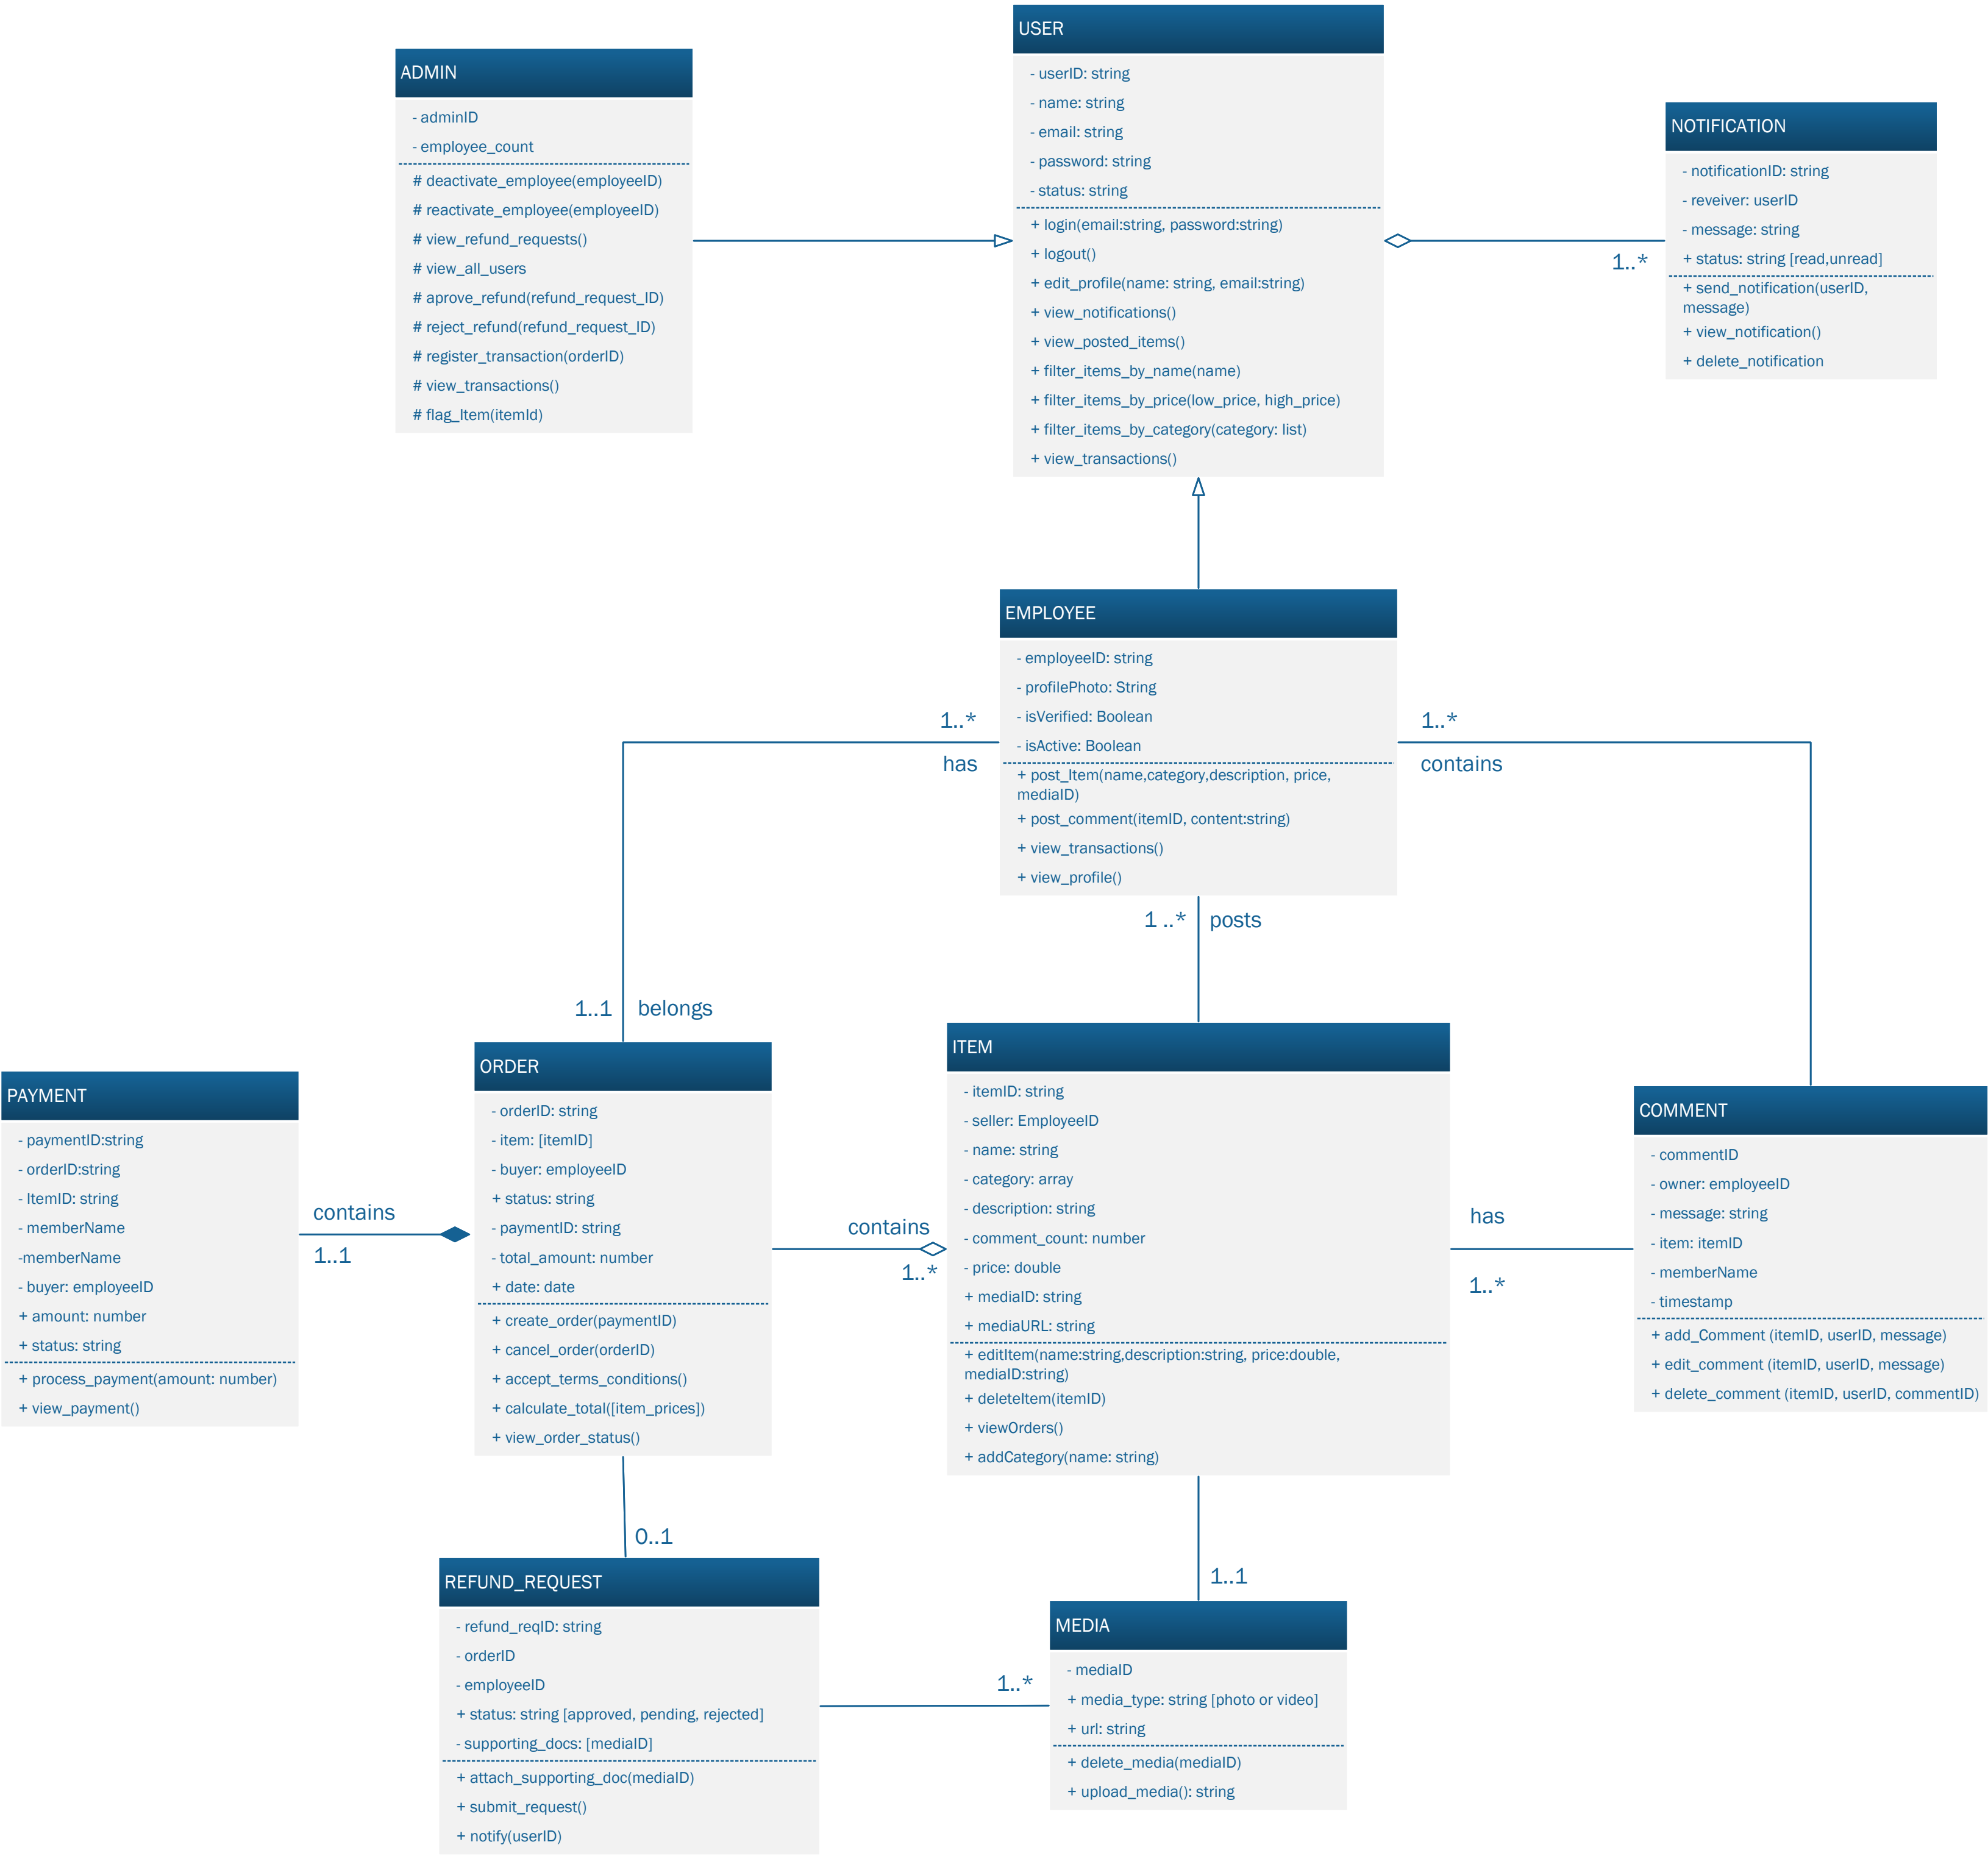 USER
- userID: string
- name: string
- email: string
- password: string
- status: string
+ login(email:string, password:string)
+ logout()
+ edit_profile(name: string, email:string)
+ view_notifications()
+ view_posted_items()
+ filter_items_by_name(name)
+ filter_items_by_price(low_price, high_price)
+ filter_items_by_category(category: list)
+ view_transactions()
ADMIN
- adminID
- employee_count
# deactivate_employee(employeeID)
# reactivate_employee(employeeID)
# view_refund_requests()
# view_all_users
# aprove_refund(refund_request_ID)
# reject_refund(refund_request_ID)
# register_transaction(orderID)
# view_transactions()
# flag_Item(itemId)
NOTIFICATION
- notificationID: string
- reveiver: userID
- message: string
+ status: string [read,unread]
+ send_notification(userID,
message)
+ view_notification()
+ delete_notification
1..*
EMPLOYEE
- employeeID: string
- profilePhoto: String
- isVerified: Boolean
- isActive: Boolean
+ post_Item(name,category,description, price,
mediaID)
+ post_comment(itemID, content:string)
+ view_transactions()
+ view_profile()
1..*
has
1..*
contains
1 ..*
posts
1..1
belongs
PAYMENT
- paymentID:string
- orderID:string
- ItemID: string
- memberName
-memberName
- buyer: employeeID
+ amount: number
+ status: string
+ process_payment(amount: number)
+ view_payment()
contains
1..1
ORDER
- orderID: string
- item: [itemID]
- buyer: employeeID
+ status: string
- paymentID: string
- total_amount: number
+ date: date
+ create_order(paymentID)
+ cancel_order(orderID)
+ accept_terms_conditions()
+ calculate_total([item_prices])
+ view_order_status()
contains
1..*
ITEM
- itemID: string
- seller: EmployeeID
- name: string
- category: array
- description: string
- comment_count: number
- price: double
+ mediaID: string
+ mediaURL: string
+ editItem(name:string,description:string, price:double,
mediaID:string)
+ deleteItem(itemID)
+ viewOrders()
+ addCategory(name: string)
has
1..*
COMMENT
- commentID
- owner: employeeID
- message: string
- item: itemID
- memberName
- timestamp
+ add_Comment (itemID, userID, message)
+ edit_comment (itemID, userID, message)
+ delete_comment (itemID, userID, commentID)
0..1
REFUND_REQUEST
- refund_reqID: string
- orderID
- employeeID
+ status: string [approved, pending, rejected]
- supporting_docs: [mediaID]
+ attach_supporting_doc(mediaID)
+ submit_request()
+ notify(userID)
1..*
1..1
MEDIA
- mediaID
+ media_type: string [photo or video]
+ url: string
+ delete_media(mediaID)
+ upload_media(): string